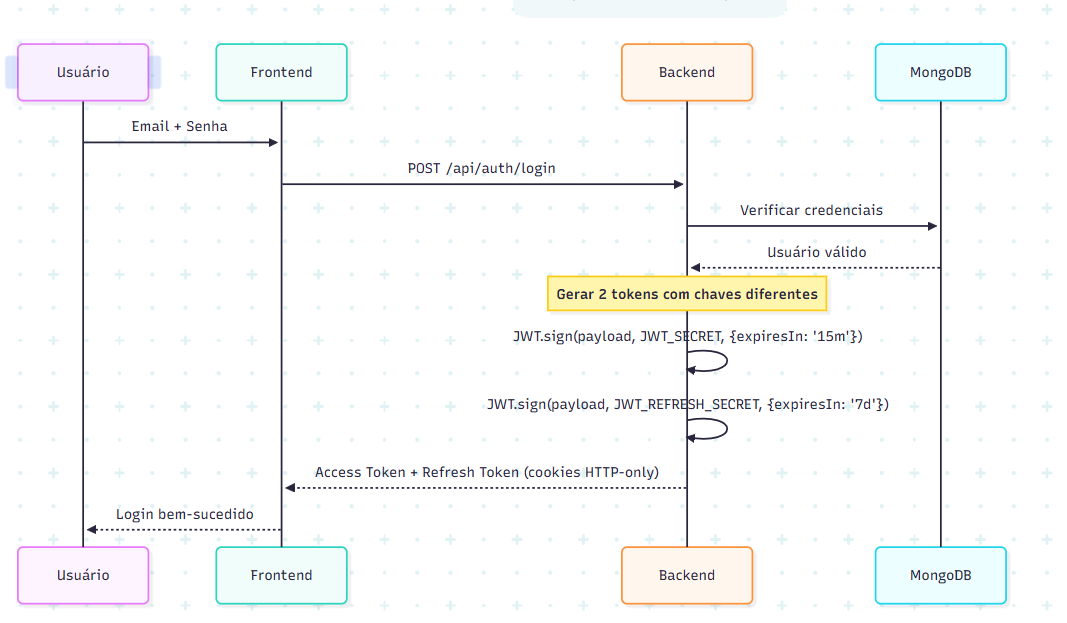 Usuário
Frontend
Backend
MongoDB
Email + Senha
POST /api/auth/login
Verificar credenciais
Usuário válido
Gerar 2 tokens com chaves diferentes
JWT.sign(payload, JWT_SECRET, {expiresIn: '15m'})
JWT.sign(payload, JWT_REFRESH_SECRET, {expiresIn: '7d'})
Access Token + Refresh Token (cookies HTTP-only)
Login bem-sucedido
Usuário
Frontend
Backend
MongoDB